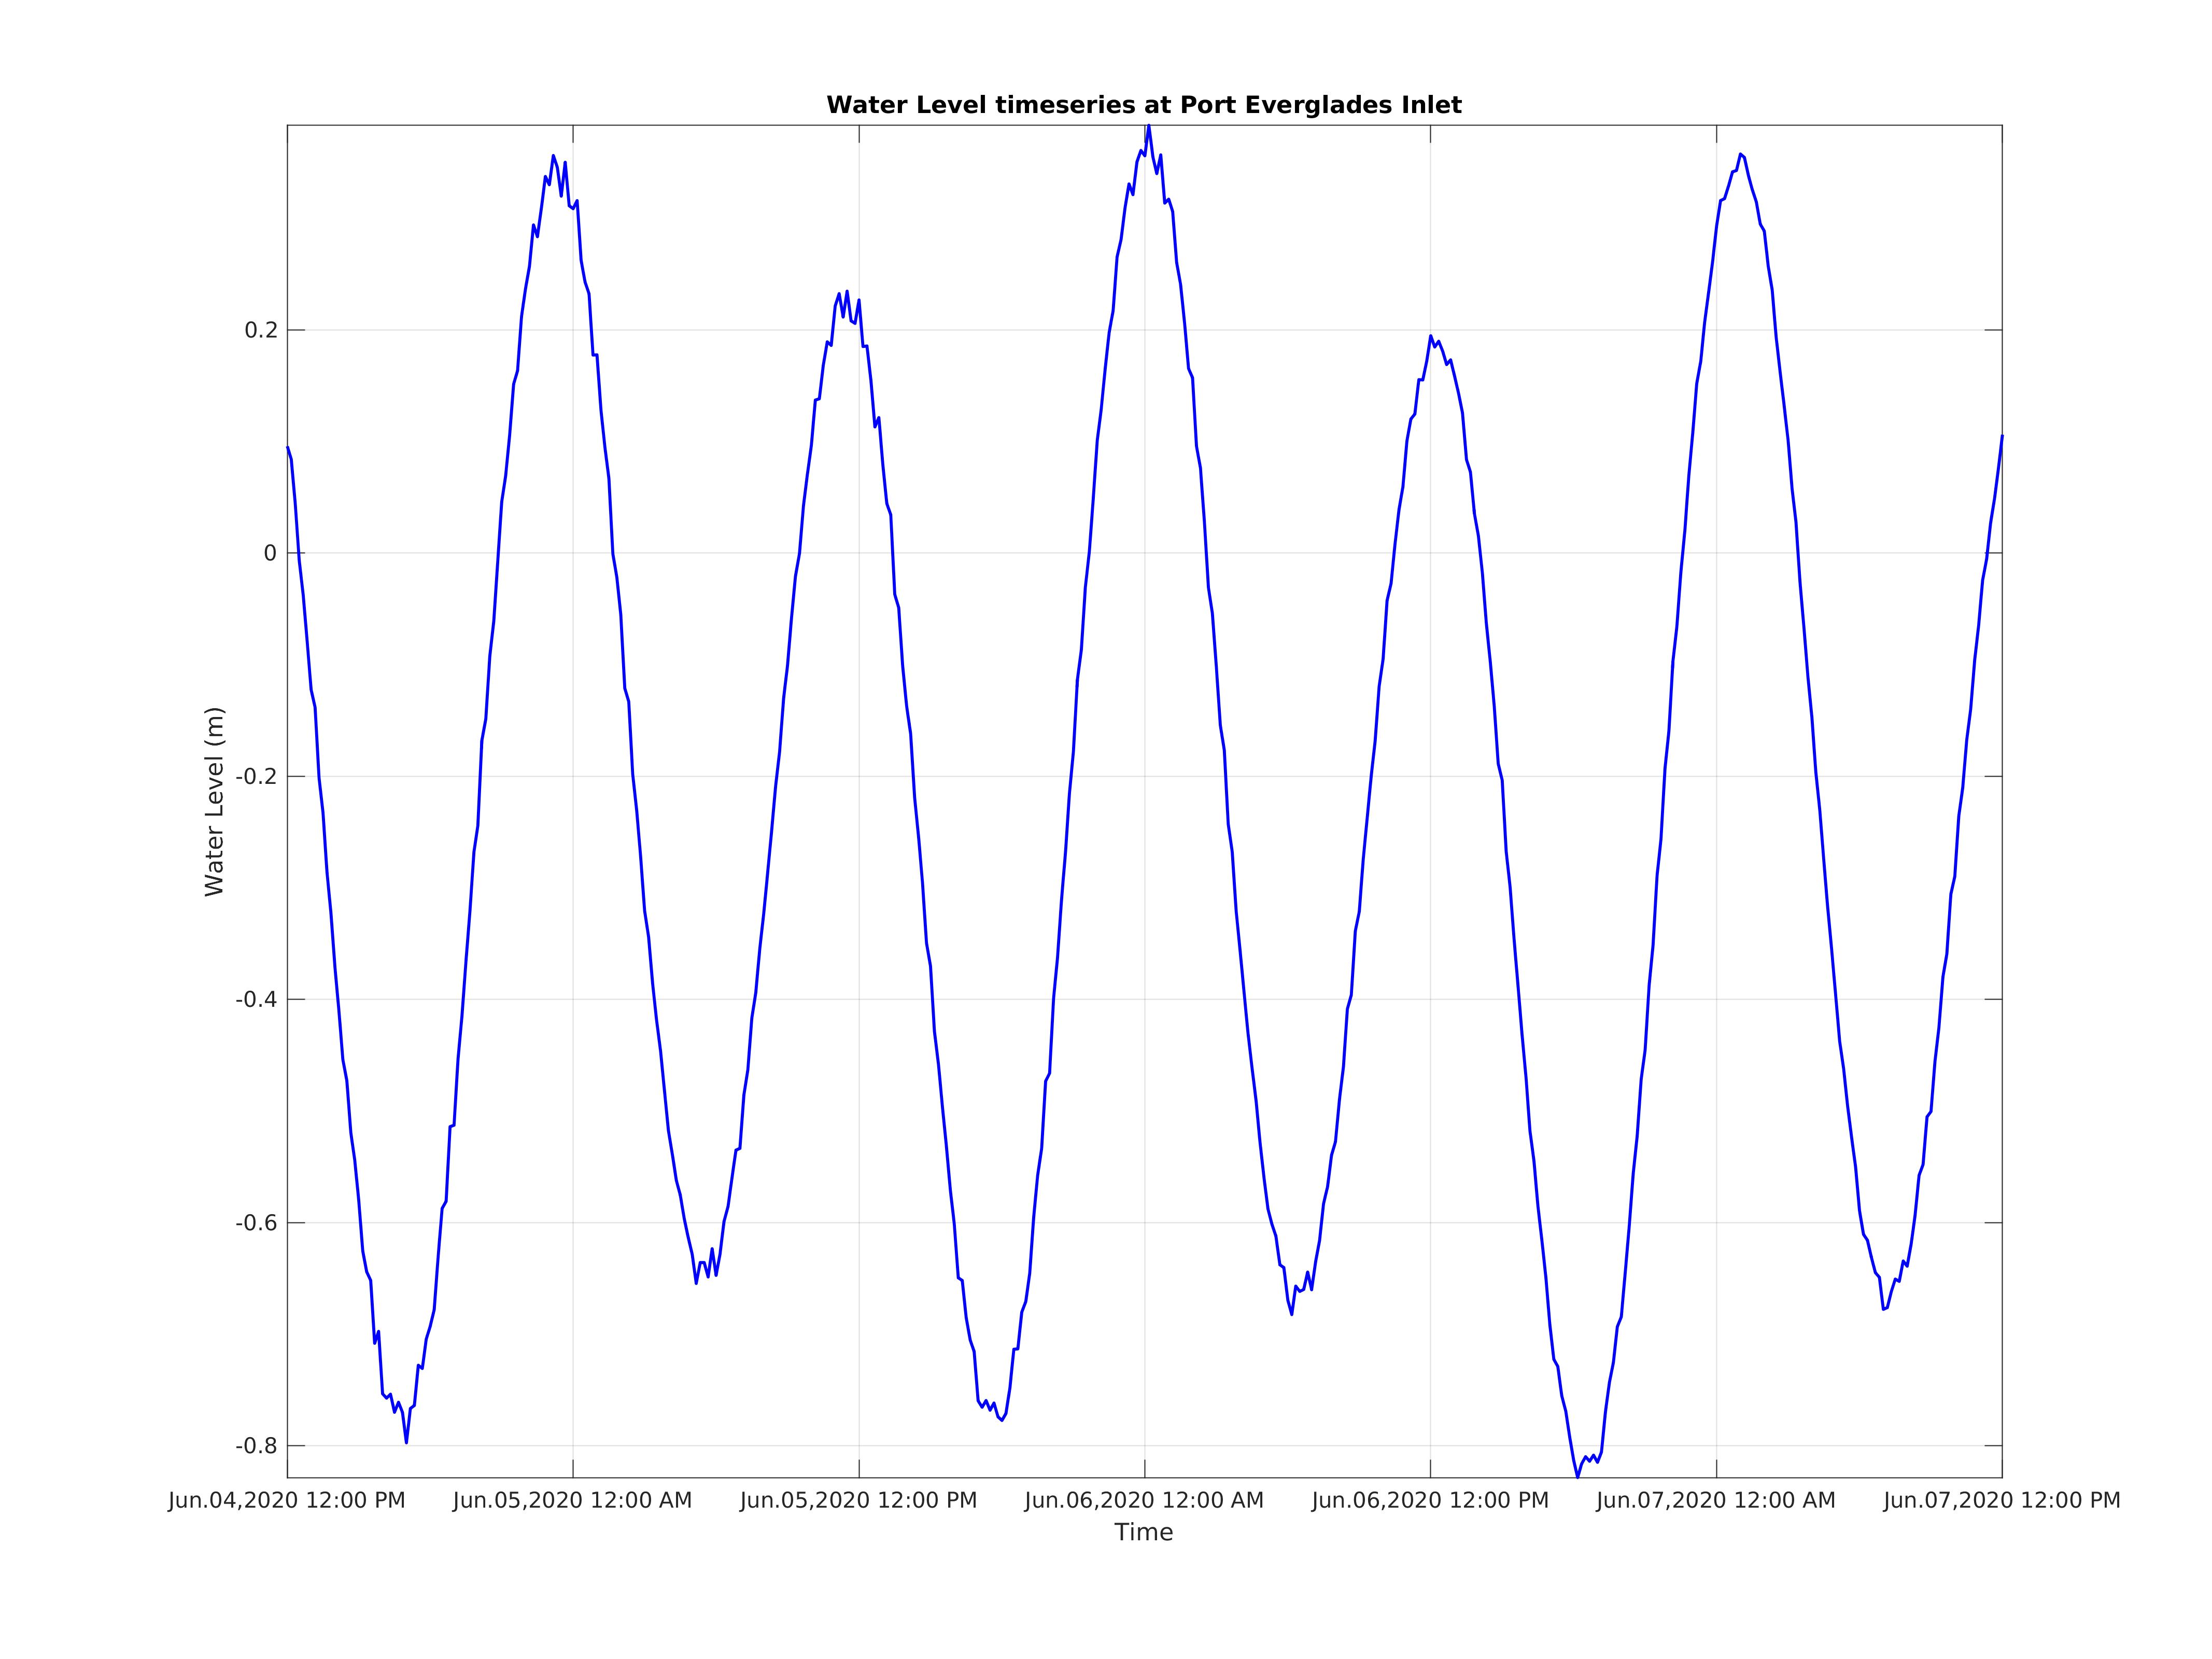 Water Level timeseries at Port Everglades Inlet
0.2
0
-0.2
-0.4
-0.6
-0.8
Water Level (m)
Jun.04,2020 12:00 PM
Jun.05,2020 12:00 AM
Jun.05,2020 12:00 PM
Jun.06,2020 12:00 AM
Jun.06,2020 12:00 PM
Jun.07,2020 12:00 AM
Jun.07,2020 12:00 PM
Time